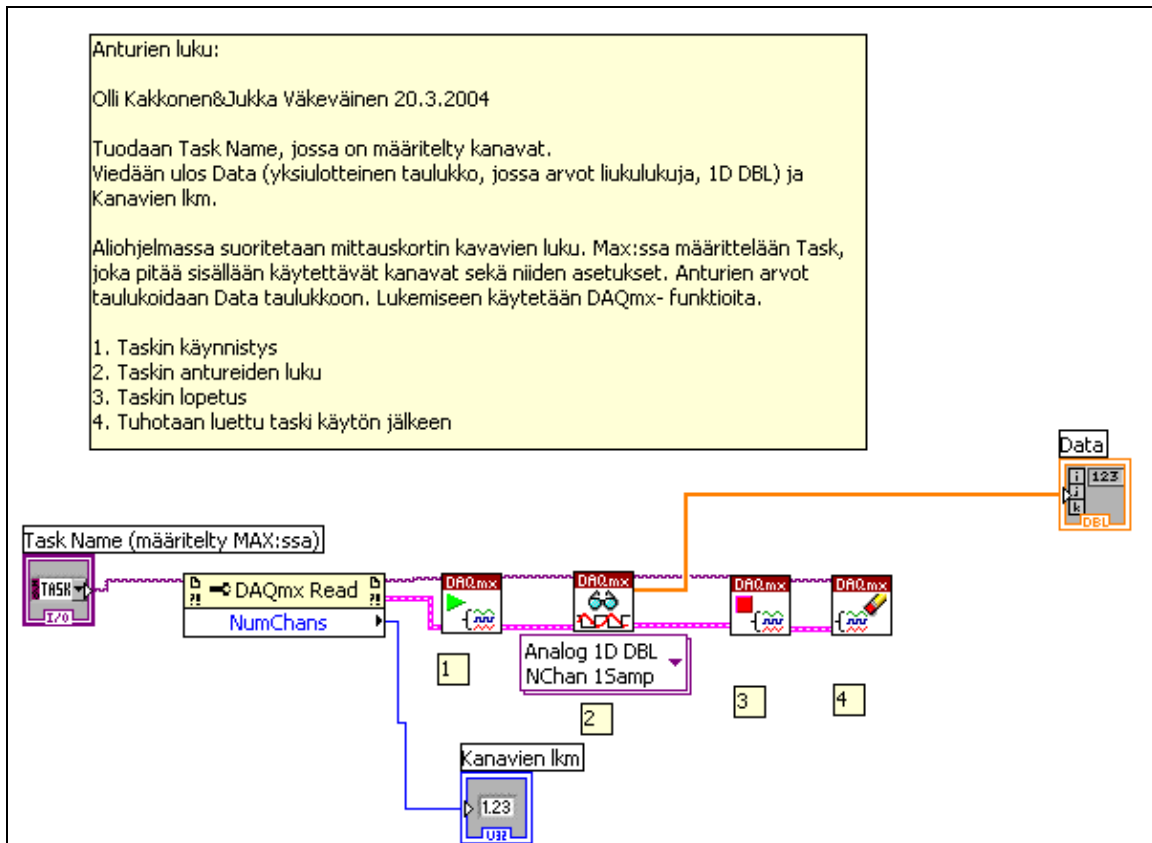 Anturien luku:
Olli Kakkonen&Jukka Väkeväinen 20.3.2004
Tuodaan Task Name, jossa on määritelty kanavat.
Viedään ulos Data (yksiulotteinen taulukko, jossa arvot liukulukuja, 1D DBL) ja
Kanavien lkm.
Aliohjelmassa suoritetaan mittauskortin kavavien luku. Max:ssa määrittelään Task,
joka pitää sisällään käytettävät kanavat sekä niiden asetukset. Anturien arvot
taulukoidaan Data taulukkoon. Lukemiseen käytetään DAQmx- funktioita.
1. Taskin käynnistys
2. Taskin antureiden luku
3. Taskin lopetus
4. Tuhotaan luettu taski käytön jälkeen
Data
i 123
j
k
DBL
Task Name (määritelty MAX:ssa)
TASK
I/O
DAQmx Read
NumChans
DAQmx
DAQmx
DAQmx
DAQmx
Analog 1D DBL
NChan 1Samp
1
2
3
4
Kanavien lkm
1.23
U32